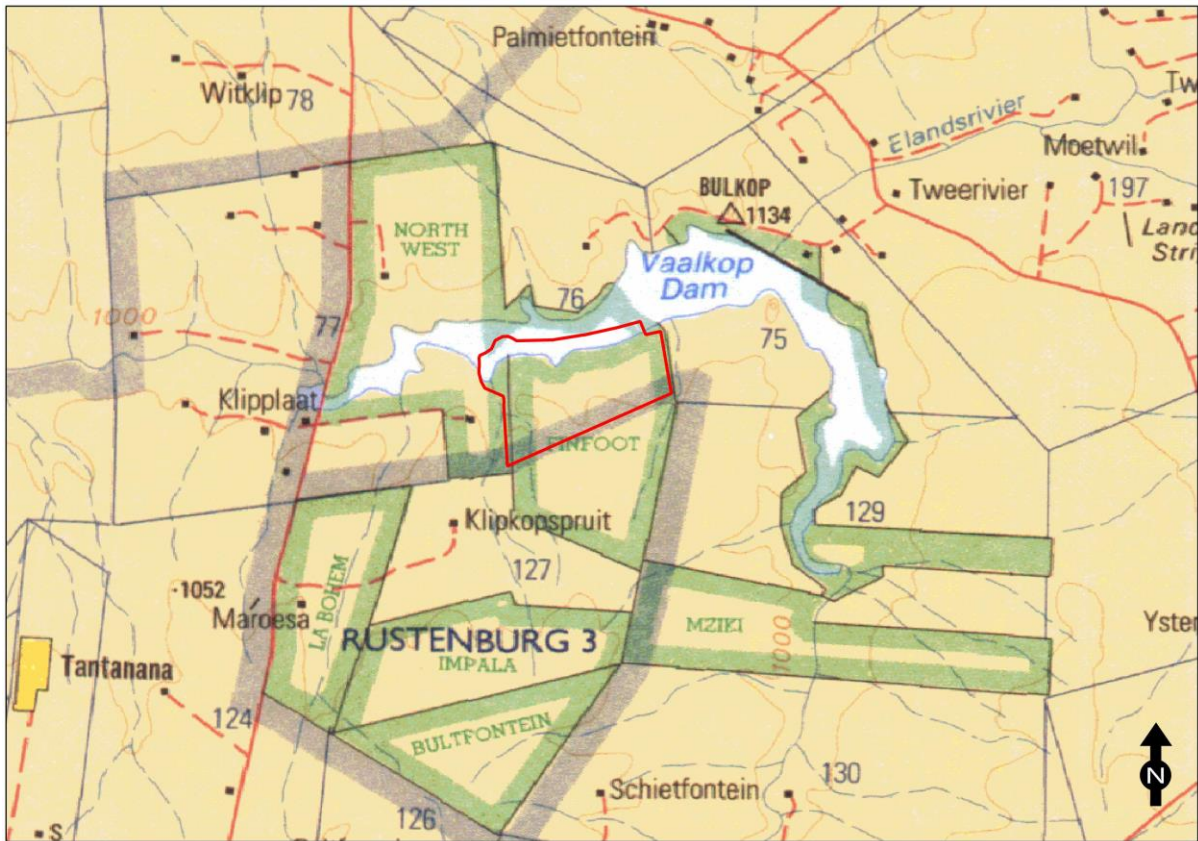 Palmietfontein
Witklip 78
Elandsrivier
Tw
Moetwil
BULKOP
1134
Tweerivier
197
Land
Stri
NORTH
WEST
Vaalkop
Dam
76
1000
77
75
Klipplaat
FINFOOT
Klipkopspruit
129
127
1052
Maroesa
LA BOHEM
RUSTENBURG 3
IMPALA
MZIKI
1000
Yster
Tantanana
124
BULTFONTEIN
Schietfontein
130
126
S
N